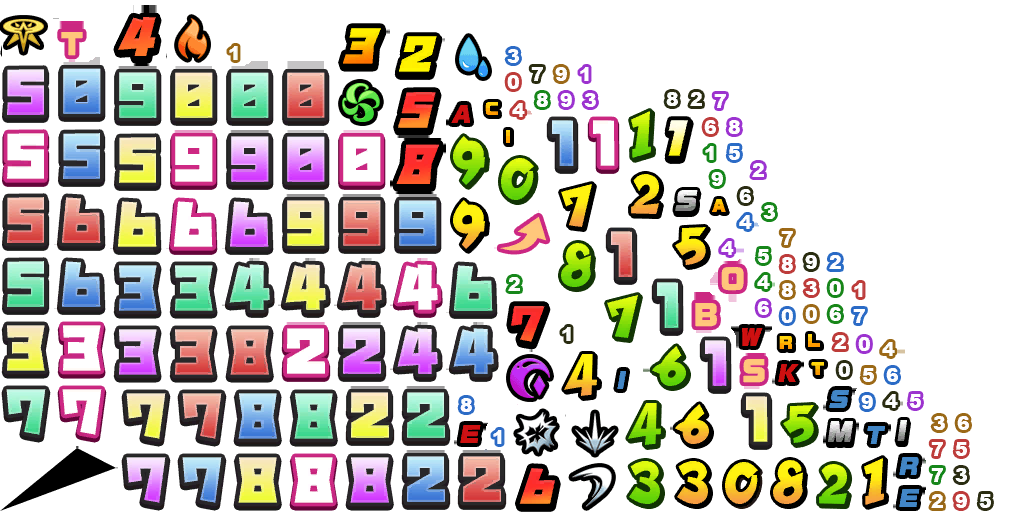 T 4 1 3 2 3
5 0 9 0 0 0 5 A C 0 7 9 1
4 8 9 3 8 2 7
5 5 5 9 9 0 0 8 9 I 0 1 1 1 1 6 8
1 5
5 6 6 6 6 9 9 9 9 7 2 S A 9 2
6 4 3
5 6 3 3 4 4 4 4 6 2 8 1 5 4 O 7
5 8 9 2
4 8 3 0 1
7 1 7 1 B 6 0 0 6 7
3 3 3 3 8 2 2 4 4 4 I 6 1 W R L 2 0 4
S K T 0 5 6
7 7 7 7 8 8 2 2 8 E 1 4 6 1 5 S 9 4 5
M T I 3 6
7 5
7 7 8 8 8 2 2 6 3 3 0 8 2 1 R 7 3
E 2 9 5